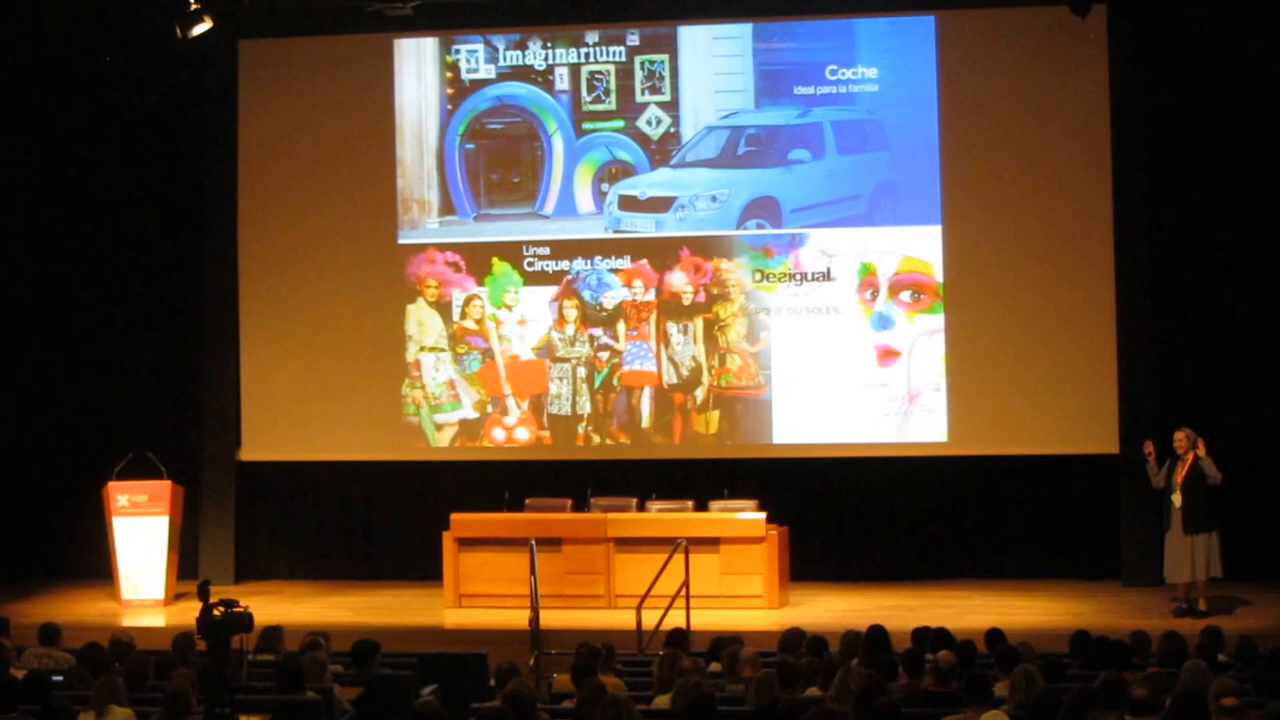 Imaginarium
Coche
ideal para la familia
Línea
Cirque du Soleil
Desigual.
CIRQUE DU SOLEIL.